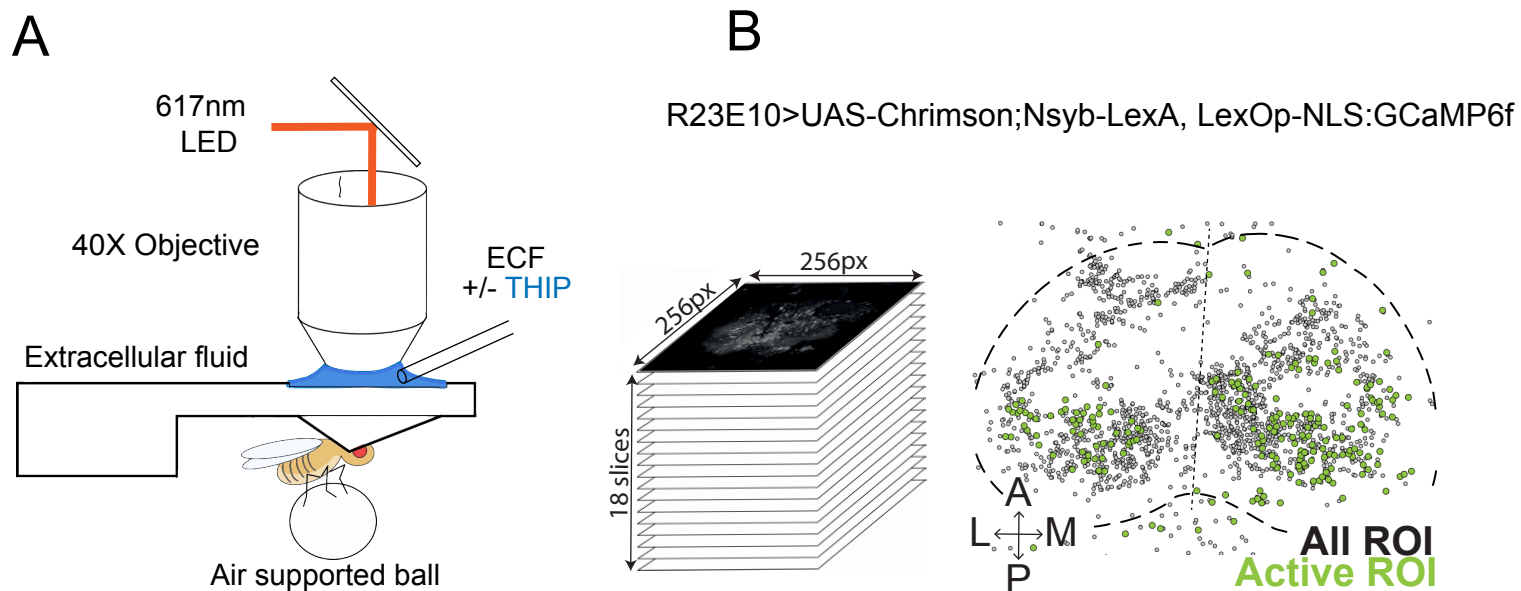 A
617nm
LED
40X Objective
ECF
+/- THIP
Extracellular fluid
Air supported ball
B
R23E10>UAS-Chrimson;Nsyb-LexA, LexOp-NLS:GCaMP6f
256px
256px
18 slices
A
L M
P
All ROI
Active ROI